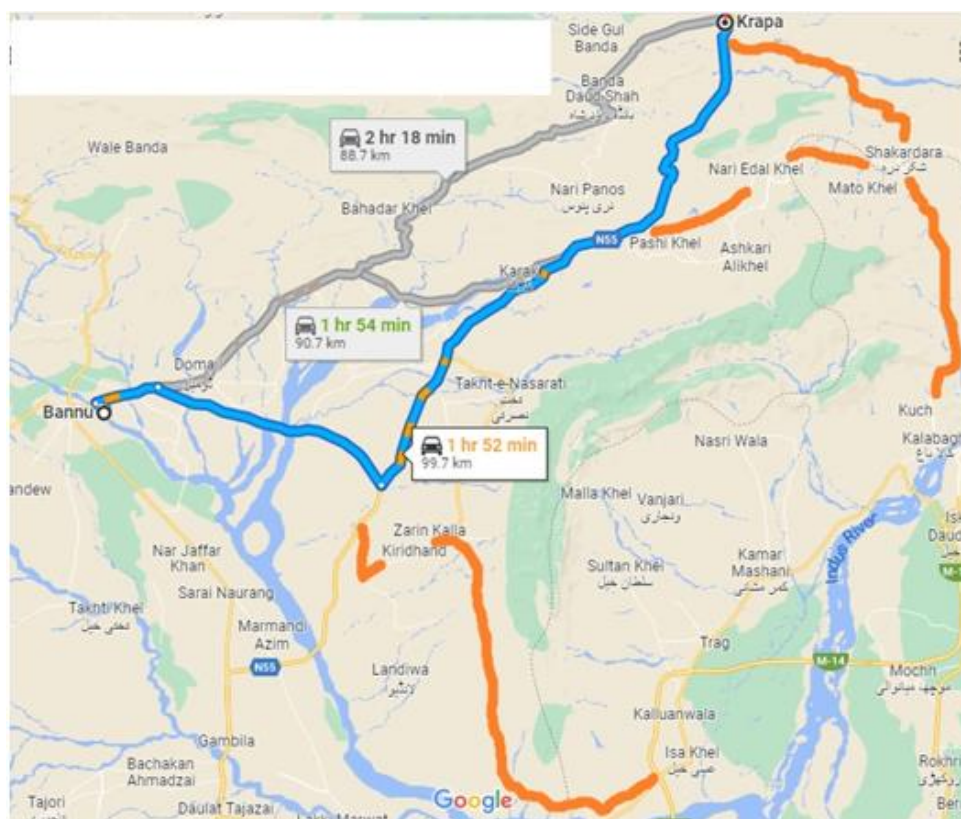 Krapa
Side Gul
Banda
Banda
Daud Shah
Wale Banda
2 hr 18 min
88.7 km
Nari Edal Khel
Shakardara
شکر درہ
Mato Khel
Nari Panos
نری پنوس
Bahadar Khel
N55
Pashi Khel
Ashkari
Alikhel
Karak
1 hr 54 min
90.7 km
Doma
Takht-e-Nasarati
تخت
نصرتی
Bannu
1 hr 52 min
99.7 km
Kuch
Kalabagh
کالا باغ
Nasri Wala
Malla Khel
Vanjari
ونجاری
Zarin Kalla
Kiridhand
Indus River
Nar Jaffar
Khan
Sultan Khel
سلطان خیل
Kamar
Mashani
کمر مشانی
Sarai Naurang
Takhti Khel
تختی خیل
Marmandi
Azim
Trag
M-14
N55
Landiwa
لانڈیوا
Mochh
Kalluanwala
Gambila
Isa Khel
عیسیٰ خیل
Bachakan
Ahmadzai
Tajori
Daulat Tajazai
Google